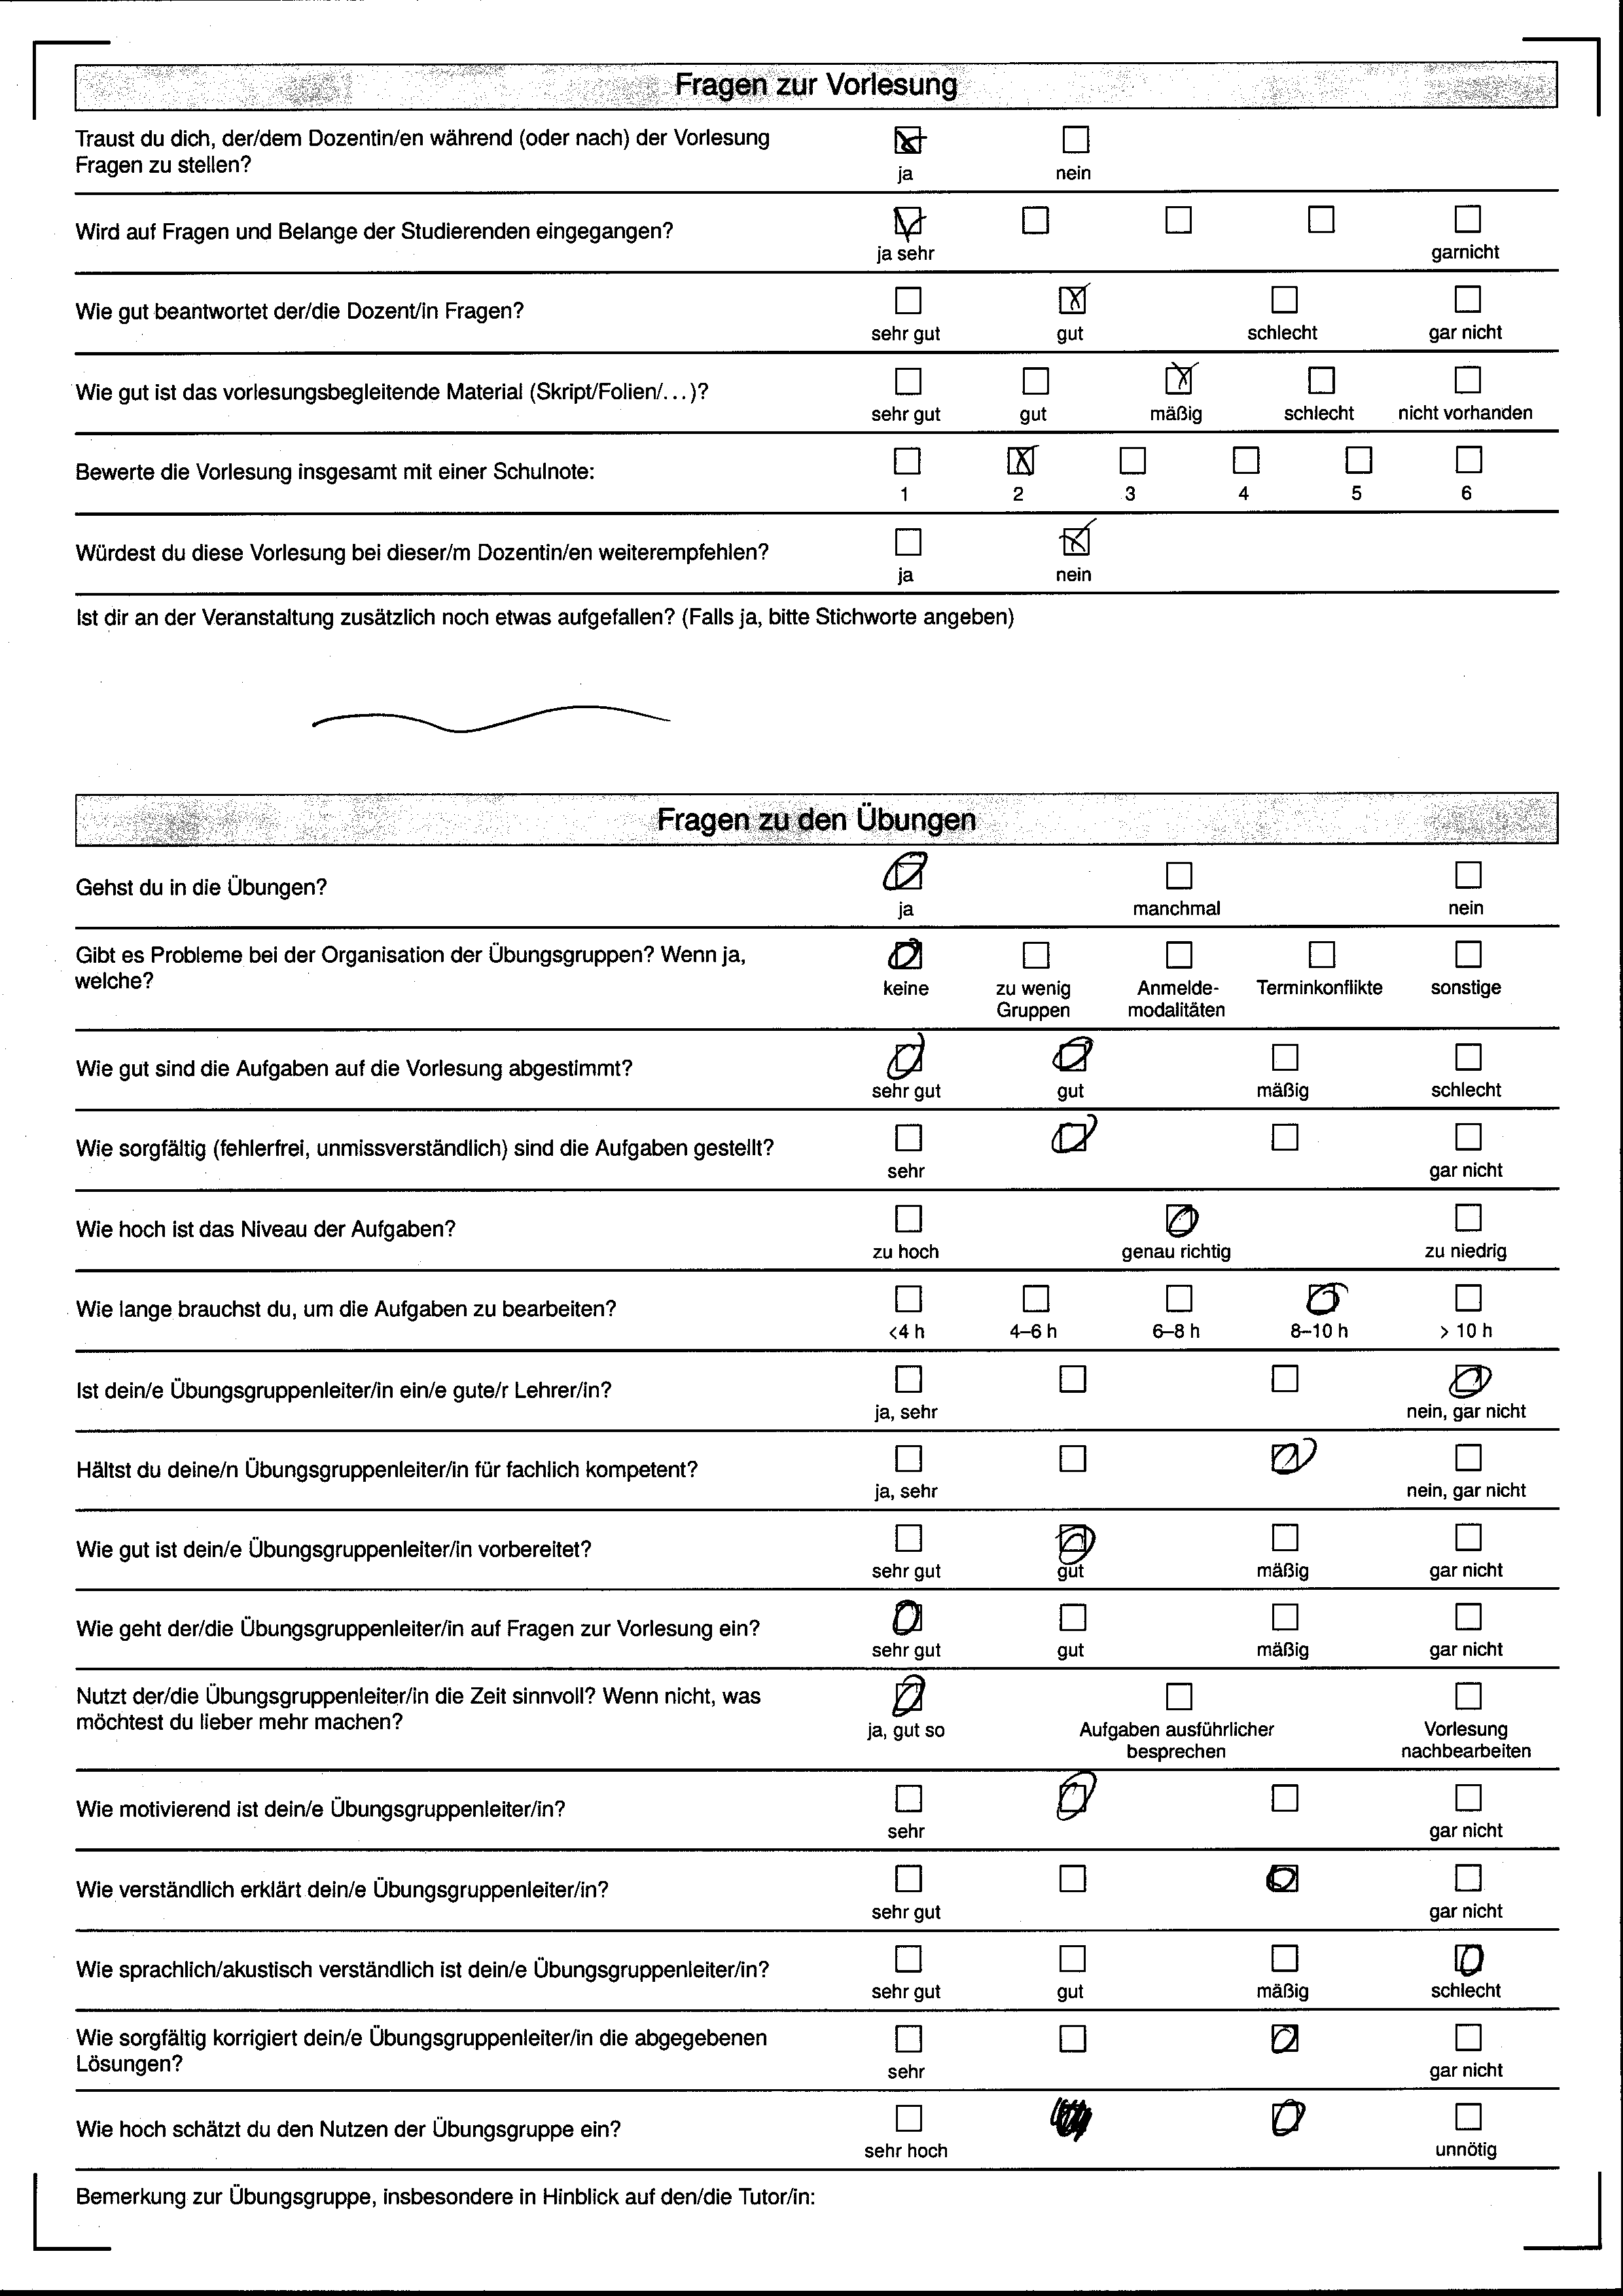 Fragen zur Vorlesung
Traust du dich, der/dem Dozentin/en während (oder nach) der Vorlesung
Fragen zu stellen?
ja nein
Wird auf Fragen und Belange der Studierenden eingegangen?
ja sehr garnicht
Wie gut beantwortet der/die Dozent/in Fragen?
sehr gut gut schlecht gar nicht
Wie gut ist das vorlesungsbegleitende Material (Skript/Folien/...)?
sehr gut gut mäßig schlecht nicht vorhanden
Bewerte die Vorlesung insgesamt mit einer Schulnote:
1 2 3 4 5 6
Würdest du diese Vorlesung bei dieser/m Dozentin/en weiterempfehlen?
ja nein
Ist dir an der Veranstaltung zusätzlich noch etwas aufgefallen? (Falls ja, bitte Stichworte angeben)
Fragen zu den Übungen
Gehst du in die Übungen?
ja manchmal nein
Gibt es Probleme bei der Organisation der Übungsgruppen? Wenn ja,
welche?
keine zu wenig Anmelde- Terminkonflikte sonstige
Gruppen modalitäten
Wie gut sind die Aufgaben auf die Vorlesung abgestimmt?
sehr gut gut mäßig schlecht
Wie sorgfältig (fehlerfrei, unmissverständlich) sind die Aufgaben gestellt?
sehr gar nicht
Wie hoch ist das Niveau der Aufgaben?
zu hoch genau richtig zu niedrig
Wie lange brauchst du, um die Aufgaben zu bearbeiten?
<4 h 4–6 h 6–8 h 8–10 h > 10 h
Ist dein/e Übungsgruppenleiter/in ein/e gute/r Lehrer/in?
ja, sehr nein, gar nicht
Hältst du deine/n Übungsgruppenleiter/in für fachlich kompetent?
ja, sehr nein, gar nicht
Wie gut ist dein/e Übungsgruppenleiter/in vorbereitet?
sehr gut gut mäßig gar nicht
Wie geht der/die Übungsgruppenleiter/in auf Fragen zur Vorlesung ein?
sehr gut gut mäßig gar nicht
Nutzt der/die Übungsgruppenleiter/in die Zeit sinnvoll? Wenn nicht, was
möchtest du lieber mehr machen?
ja, gut so Aufgaben ausführlicher Vorlesung
besprechen nachbearbeiten
Wie motivierend ist dein/e Übungsgruppenleiter/in?
sehr gar nicht
Wie verständlich erklärt dein/e Übungsgruppenleiter/in?
sehr gut gar nicht
Wie sprachlich/akustisch verständlich ist dein/e Übungsgruppenleiter/in?
sehr gut gut mäßig schlecht
Wie sorgfältig korrigiert dein/e Übungsgruppenleiter/in die abgegebenen
Lösungen?
sehr gar nicht
Wie hoch schätzt du den Nutzen der Übungsgruppe ein?
sehr hoch unnötig
Bemerkung zur Übungsgruppe, insbesondere in Hinblick auf den/die Tutor/in: